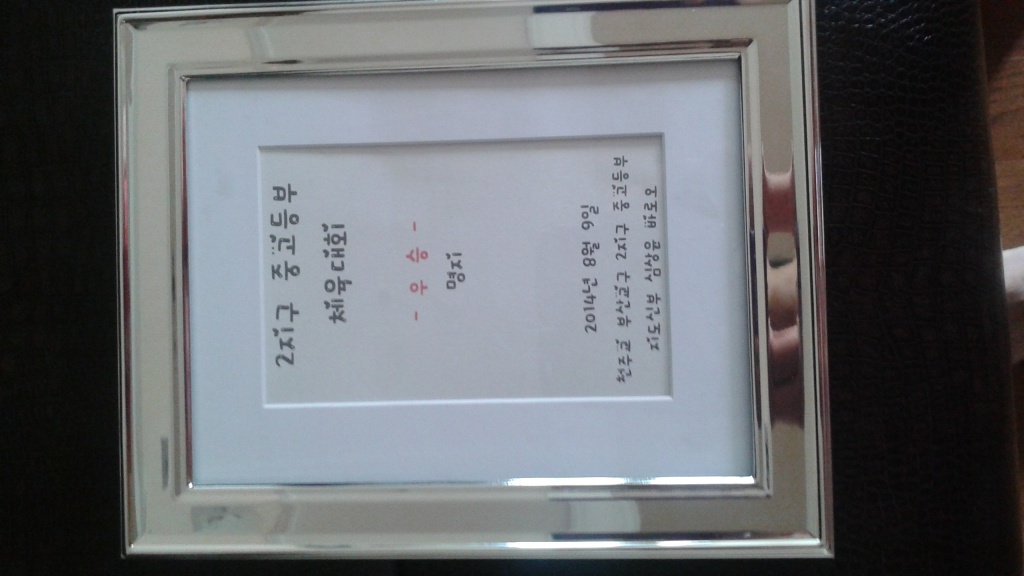 2지구 중고등부
체육대회
- 우 승 -
명지
2014년 8월 9일
천주교 부산교구 2지구 중고등부
지도신부 심상윤 바로오